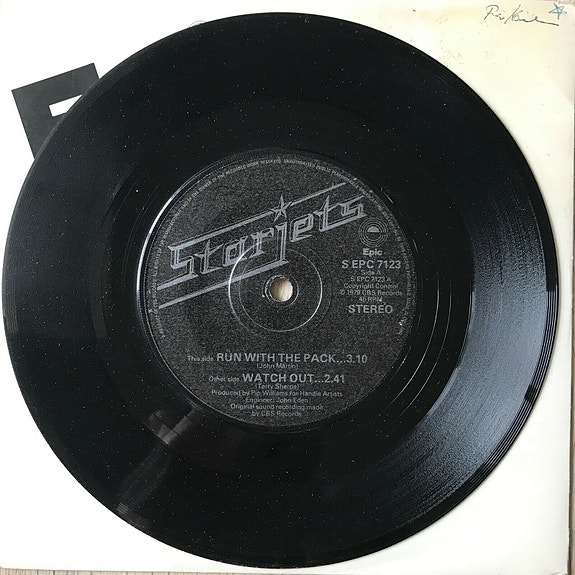 Starjets
Epic
S EPC 7123
Side A
S EPC 7123 A
Copyright Control
℗ 1979 CBS Records
45 RPM
STEREO
This side RUN WITH THE PACK...3.10
(John Martin)
Other side WATCH OUT...2.41
(Terry Sharpe)
Produced by Pip Williams for Handle Artists
Engineer: John Eden
Original sound recording made
by CBS Records